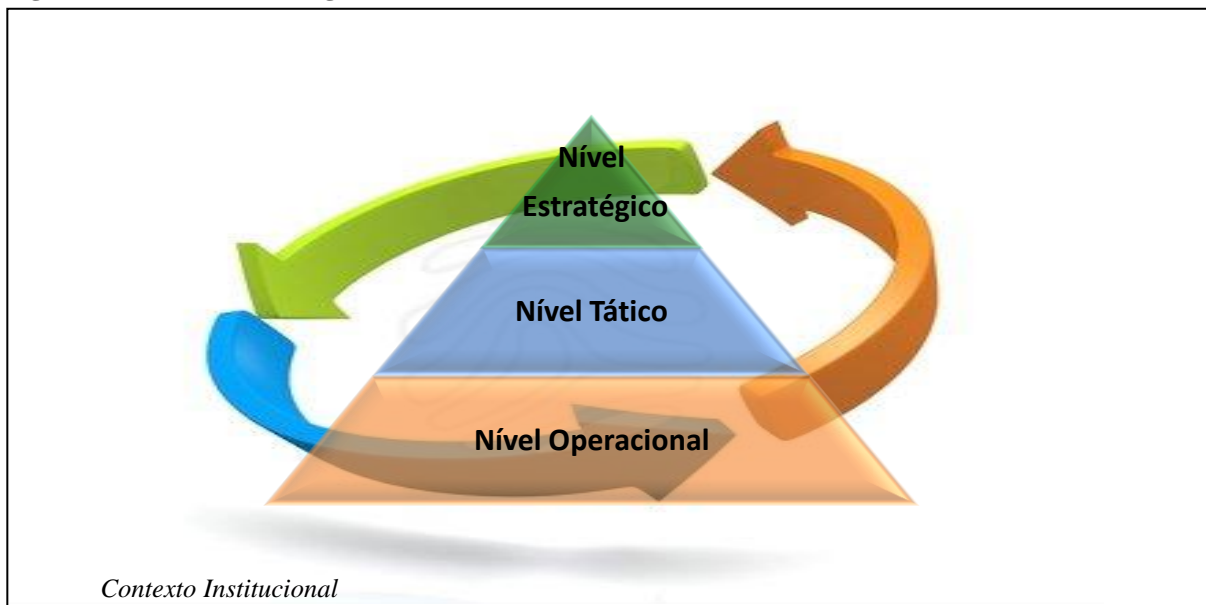 Nível
Estratégico
Nível Tático
Nível Operacional
Contexto Institucional